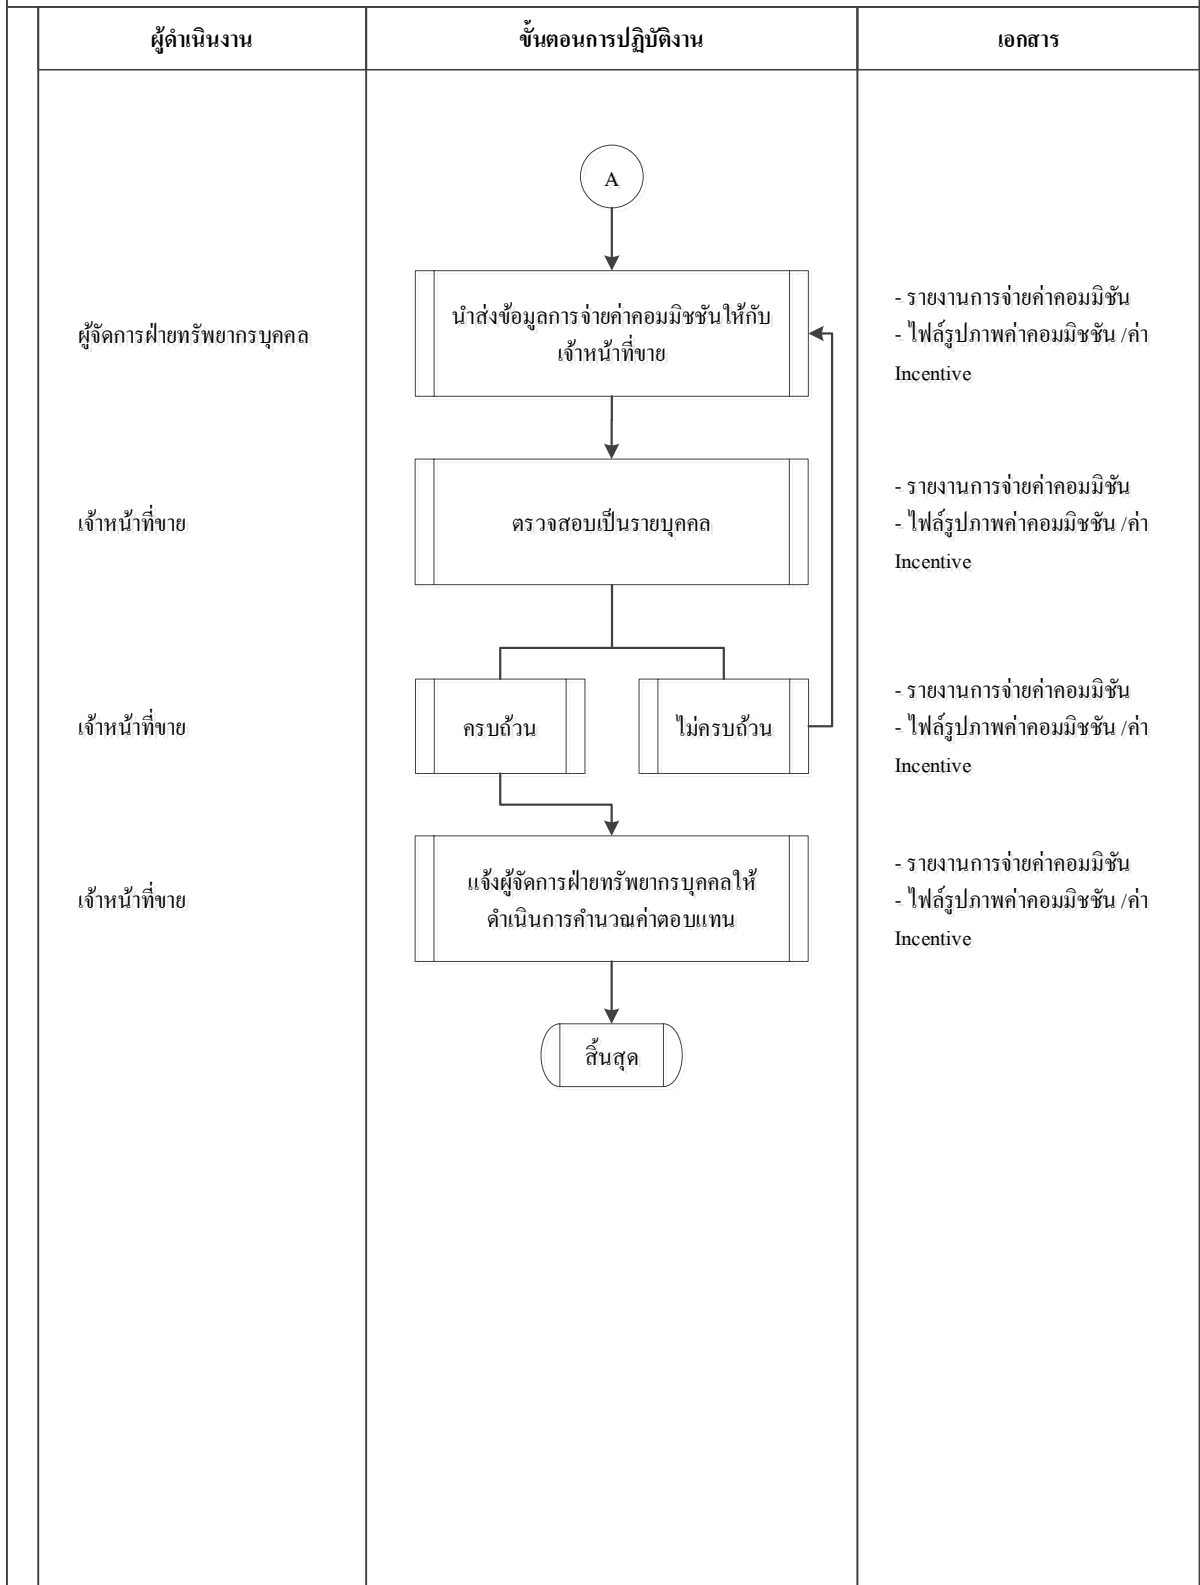 ผู้ดำเนินงาน
ขั้นตอนการปฏิบัติงาน
เอกสาร
A
ผู้จัดการฝ่ายทรัพยากรบุคคล
นำส่งข้อมูลการจ่ายค่าคอมมิชชันให้กับ
เจ้าหน้าที่ขาย
- รายงานการจ่ายค่าคอมมิชัน
- ไฟล์รูปภาพค่าคอมมิชชัน /ค่า
Incentive
เจ้าหน้าที่ขาย
ตรวจสอบเป็นรายบุคคล
- รายงานการจ่ายค่าคอมมิชัน
- ไฟล์รูปภาพค่าคอมมิชชัน /ค่า
Incentive
เจ้าหน้าที่ขาย
ครบถ้วน
ไม่ครบถ้วน
- รายงานการจ่ายค่าคอมมิชัน
- ไฟล์รูปภาพค่าคอมมิชชัน /ค่า
Incentive
เจ้าหน้าที่ขาย
แจ้งผู้จัดการฝ่ายทรัพยากรบุคคลให้
ดำเนินการคำนวณค่าตอบแทน
- รายงานการจ่ายค่าคอมมิชัน
- ไฟล์รูปภาพค่าคอมมิชชัน /ค่า
Incentive
สิ้นสุด